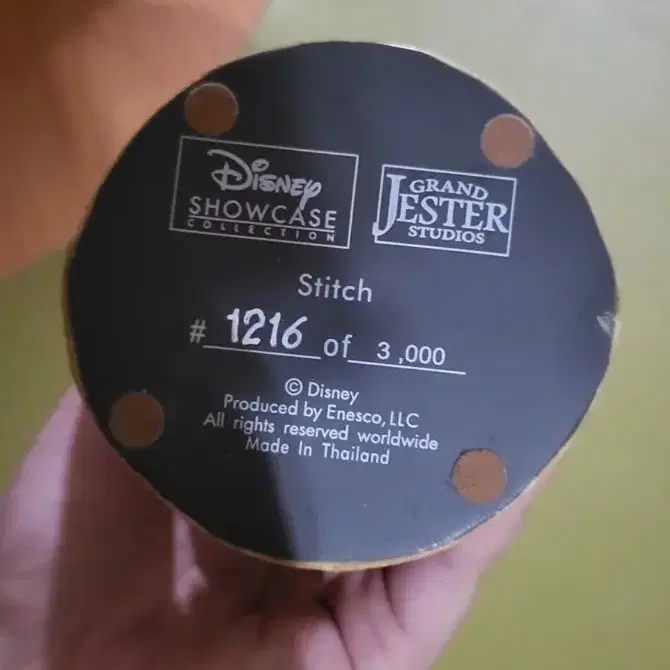 Disney
SHOWCASE
COLLECTION
GRAND
JESTER
STUDIOS
Stitch
# 1216 of 3,000
© Disney
Produced by Enesco, LLC
All rights reserved worldwide
Made In Thailand